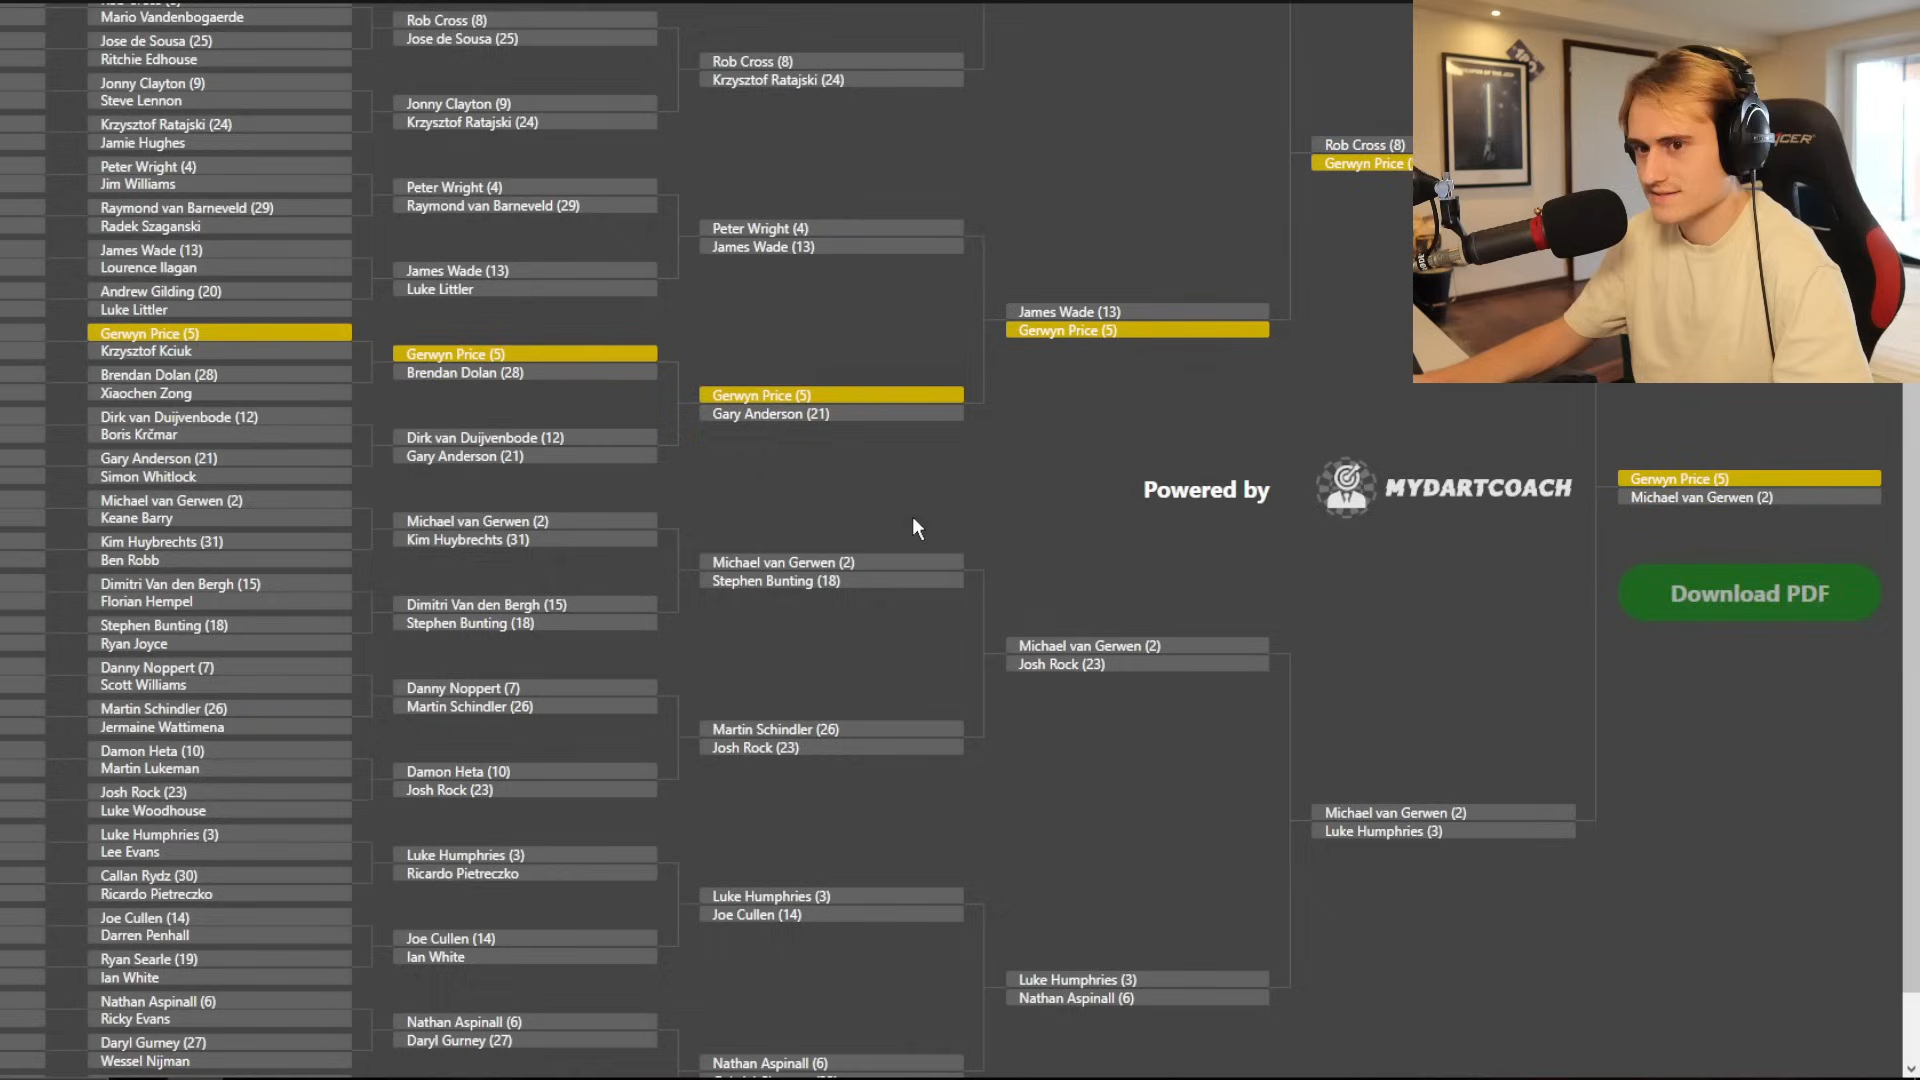 Mario Vandenbogaerde
Jose de Sousa (25)
Ritchie Edhouse
Jonny Clayton (9)
Steve Lennon
Krzysztof Ratajski (24)
Jamie Hughes
Peter Wright (4)
Jim Williams
Raymond van Barneveld (29)
Radek Szaganski
James Wade (13)
Lourence Ilagan
Andrew Gilding (20)
Luke Littler
Gerwyn Price (5)
Krzysztof Kciuk
Brendan Dolan (28)
Xiaochen Zong
Dirk van Duijvenbode (12)
Boris Krčmar
Gary Anderson (21)
Simon Whitlock
Michael van Gerwen (2)
Keane Barry
Kim Huybrechts (31)
Ben Robb
Dimitri Van den Bergh (15)
Florian Hempel
Stephen Bunting (18)
Ryan Joyce
Danny Noppert (7)
Scott Williams
Martin Schindler (26)
Jermaine Wattimena
Damon Heta (10)
Martin Lukeman
Josh Rock (23)
Luke Woodhouse
Luke Humphries (3)
Lee Evans
Callan Rydz (30)
Ricardo Pietreczko
Joe Cullen (14)
Darren Penhall
Ryan Searle (19)
Ian White
Nathan Aspinall (6)
Ricky Evans
Daryl Gurney (27)
Wessel Nijman
Rob Cross (8)
Jose de Sousa (25)
Jonny Clayton (9)
Krzysztof Ratajski (24)
Peter Wright (4)
Raymond van Barneveld (29)
James Wade (13)
Luke Littler
Gerwyn Price (5)
Brendan Dolan (28)
Dirk van Duijvenbode (12)
Gary Anderson (21)
Michael van Gerwen (2)
Kim Huybrechts (31)
Dimitri Van den Bergh (15)
Stephen Bunting (18)
Danny Noppert (7)
Martin Schindler (26)
Damon Heta (10)
Josh Rock (23)
Luke Humphries (3)
Ricardo Pietreczko
Joe Cullen (14)
Ian White
Nathan Aspinall (6)
Daryl Gurney (27)
Rob Cross (8)
Krzysztof Ratajski (24)
Peter Wright (4)
James Wade (13)
Gerwyn Price (5)
Gary Anderson (21)
Michael van Gerwen (2)
Stephen Bunting (18)
Martin Schindler (26)
Josh Rock (23)
Luke Humphries (3)
Joe Cullen (14)
Nathan Aspinall (6)
James Wade (13)
Gerwyn Price (5)
Michael van Gerwen (2)
Josh Rock (23)
Luke Humphries (3)
Nathan Aspinall (6)
Rob Cross (8)
Gerwyn Price (
Michael van Gerwen (2)
Luke Humphries (3)
Powered by
MYDARTCOACH
Gerwyn Price (5)
Michael van Gerwen (2)
Download PDF